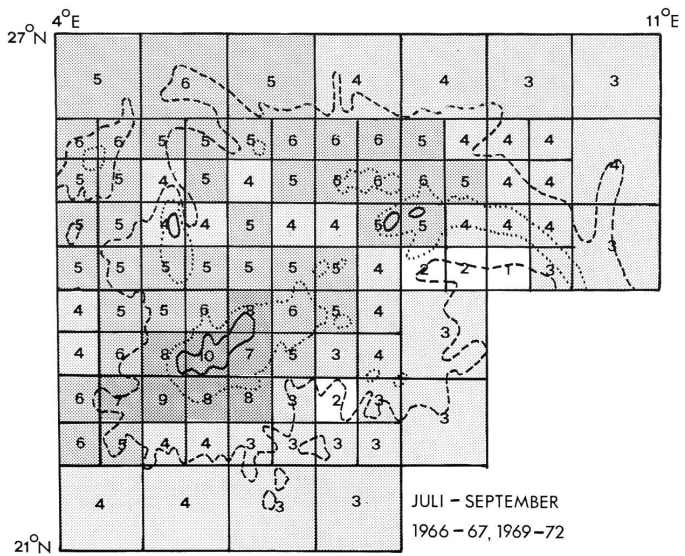 4°E 11°E
27°N
5 6 5 4 4 3 3
6 6 5 5 5 6 6 6 5 4 4 4
4
5 5 4 5 4 5 6 6 6 5 4 4
5 5 4 4 5 4 4 5 5 4 4 4
3
5 5 5 5 5 5 5 5 4 2 2 1 3
4 5 5 6 8 6 5 4
3
4 6 8 10 7 5 3 4
6 7 9 8 8 3 2 3
3
6 5 4 4 3 3 3 3
4 4 3 3
JULI - SEPTEMBER
1966 - 67, 1969 - 72
21°N